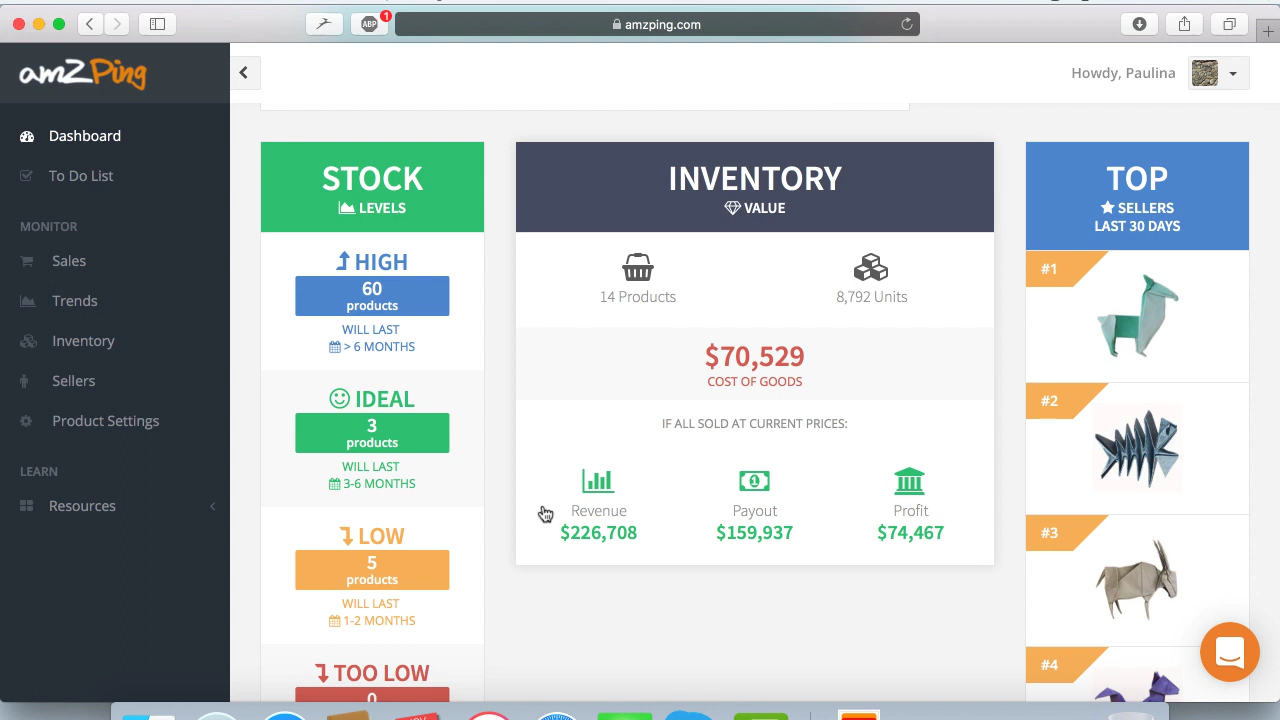 ABP
1
amzping.com
amzPing
Howdy, Paulina
Dashboard
To Do List
MONITOR
Sales
Trends
Inventory
Sellers
Product Settings
LEARN
Resources
STOCK
LEVELS
HIGH
60
products
WILL LAST
> 6 MONTHS
IDEAL
3
products
WILL LAST
3-6 MONTHS
LOW
5
products
WILL LAST
1-2 MONTHS
TOO LOW
0
INVENTORY
VALUE
14 Products
8,792 Units
$70,529
COST OF GOODS
IF ALL SOLD AT CURRENT PRICES:
Revenue
$226,708
Payout
$159,937
Profit
$74,467
TOP
SELLERS
LAST 30 DAYS
#1
#2
#3
#4